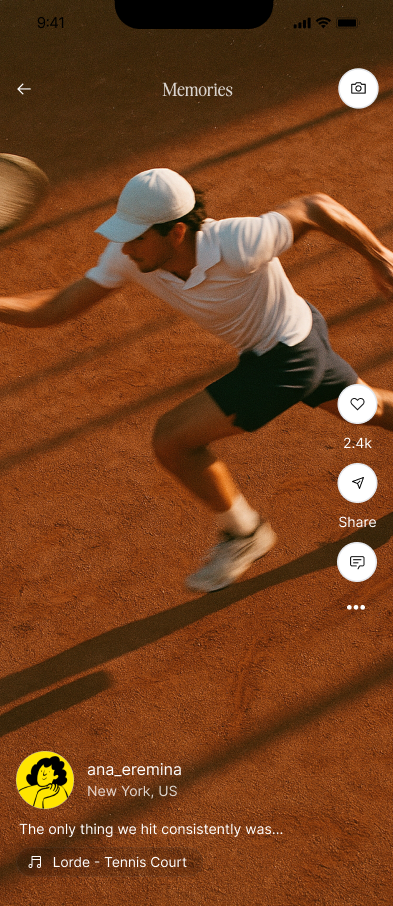 9:41
Memories
2.4k
Share
ana_eremina
New York, US
The only thing we hit consistently was...
Lorde - Tennis Court